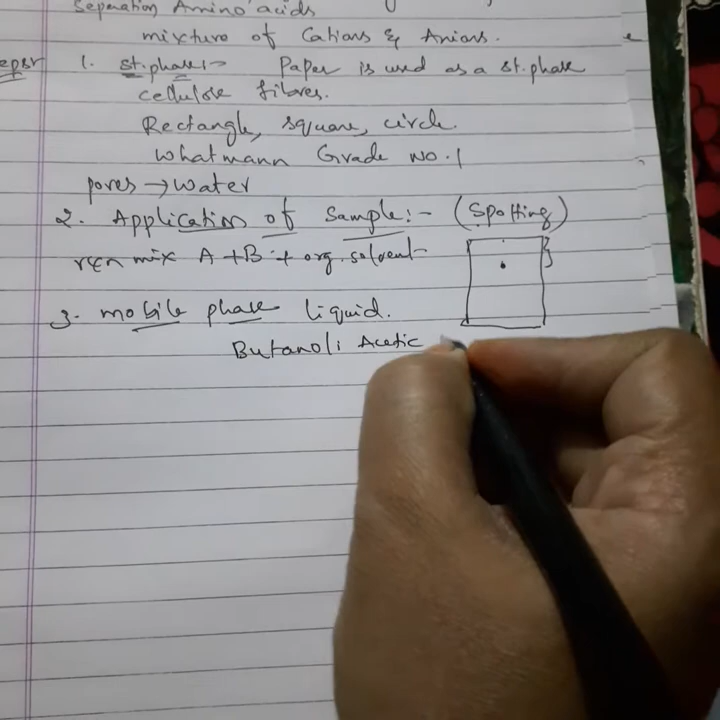 Separation Amino acids
mixture of Cations & Anions.
1. st.phase:- Paper is used as a st.phase
cellulose fibres.
Rectangle, square, circle.
Whatmann Grade No.1
pores → water
2. Application of Sample:- (Spotting)
rxn mix A + B + org. solvent
3. mobile phase liquid.
Butanol: Acetic